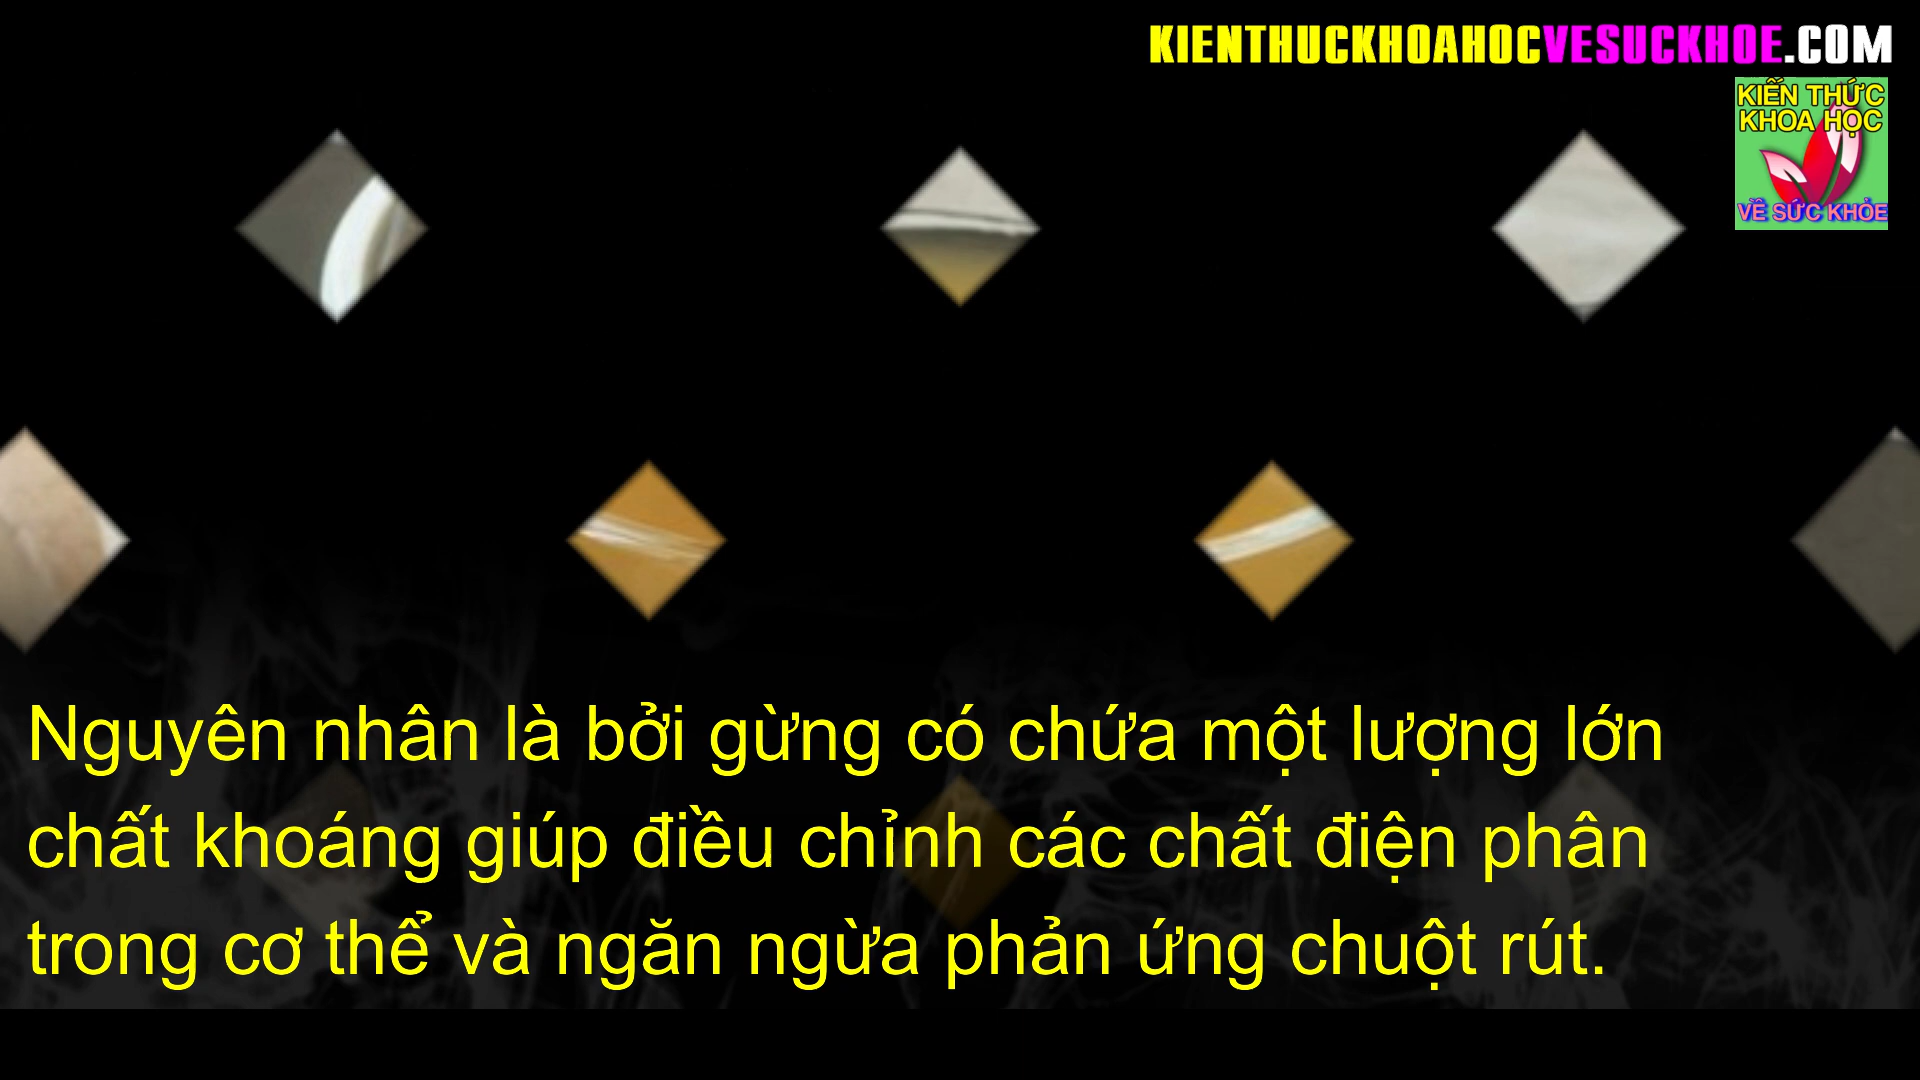 KIENTHUCKHOAHOCVESUCKHOE.COM
KIẾN THỨC
KHOA HỌC
VỀ SỨC KHỎE
Nguyên nhân là bởi gừng có chứa một lượng lớn
chất khoáng giúp điều chỉnh các chất điện phân
trong cơ thể và ngăn ngừa phản ứng chuột rút.